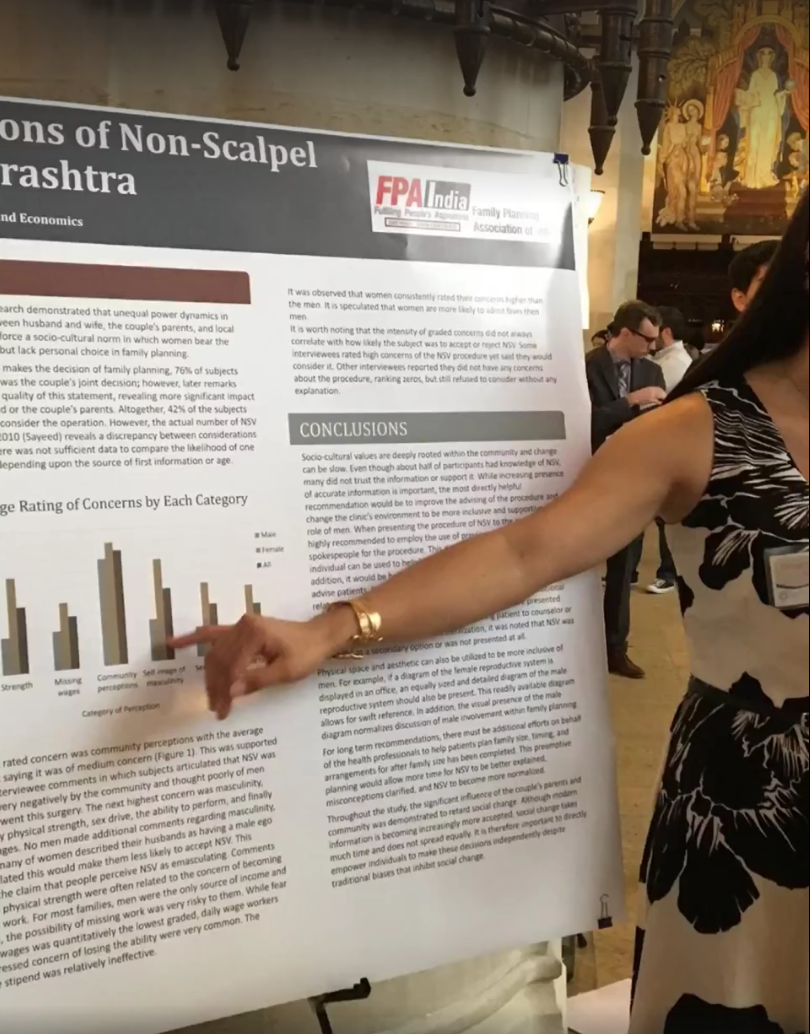 ons of Non-Scalpel
rashtra
nd Economics
FPA India
Fulfilling People's Aspirations
Family Planning
Association of
earch demonstrated that unequal power dynamics in
een husband and wife, the couple's parents, and local
force a socio-cultural norm in which women bear the
but lack personal choice in family planning.
makes the decision of family planning, 76% of subjects
was the couple's joint decision; however, later remarks
quality of this statement, revealing more significant impact
d or the couple's parents. Altogether, 42% of the subjects
consider the operation. However, the actual number of NSV
2010 (Sayeed) reveals a discrepancy between considerations
ere was not sufficient data to compare the likelihood of one
depending upon the source of first information or age.
ge Rating of Concerns by Each Category
Male
Female
All
Strength
Missing wages
Community perceptions
Self image of masculinity
Category of Perception
rated concern was community perceptions with the average
saying it was of medium concern (Figure 1). This was supported
terviewee comments in which subjects articulated that NSV was
very negatively by the community and thought poorly of men
went this surgery. The next highest concern was masculinity,
y physical strength, sex drive, the ability to perform, and finally
ges. No men made additional comments regarding masculinity,
many of women described their husbands as having a male ego
lated this would make them less likely to accept NSV. This
he claim that people perceive NSV as emasculating. Comments
physical strength were often related to the concern of becoming
work. For most families, men were the only source of income and
, the possibility of missing work was very risky to them. While fear
wages was quantitatively the lowest graded, daily wage workers
essed concern of losing the ability were very common. The
stipend was relatively ineffective.
It was observed that women consistently rated their concerns higher than
the men. It is speculated that women are more likely to admit fears then
men.
It is worth noting that the intensity of graded concerns did not always
correlate with how likely the subject was to accept or reject NSV. Some
interviewees rated high concerns of the NSV procedure yet said they would
consider it. Other interviewees reported they did not have any concerns
about the procedure, ranking zeros, but still refused to consider without any
explanation.
CONCLUSIONS
Socio-cultural values are deeply rooted within the community and change
can be slow. Even though about half of participants had knowledge of NSV,
many did not trust the information or support it. While increasing presence
of accurate information is important, the most directly helpful
recommendation would be to improve the advising of the procedure and
change the clinic's environment to be more inclusive and supportive
role of men. When presenting the procedure of NSV to the
highly recommended to employ the use of
spokespeople for the procedure.
individual can be used to
addition, it would be
advise patients
presented
patient to counselor or
it was noted that NSV was
a secondary option or was not presented at all.
Physical space and aesthetic can also be utilized to be more inclusive of
men. For example, if a diagram of the female reproductive system is
displayed in an office, an equally sized and detailed diagram of the male
reproductive system should also be present. This readily available diagram
allows for swift reference. In addition, the visual presence of the male
diagram normalizes discussion of male involvement within family planning.
For long term recommendations, there must be additional efforts on behalf
of the health professionals to help patients plan family size, timing, and
arrangements for after family size has been completed. This preemptive
planning would allow more time for NSV to be better explained,
misconceptions clarified, and NSV to become more normalized.
Throughout the study, the significant influence of the couple's parents and
community was demonstrated to retard social change. Although modern
information is becoming increasingly more accepted, social change takes
much time and does not spread equally. It is therefore important to directly
empower individuals to make these decisions independently despite
traditional biases that inhibit social change.